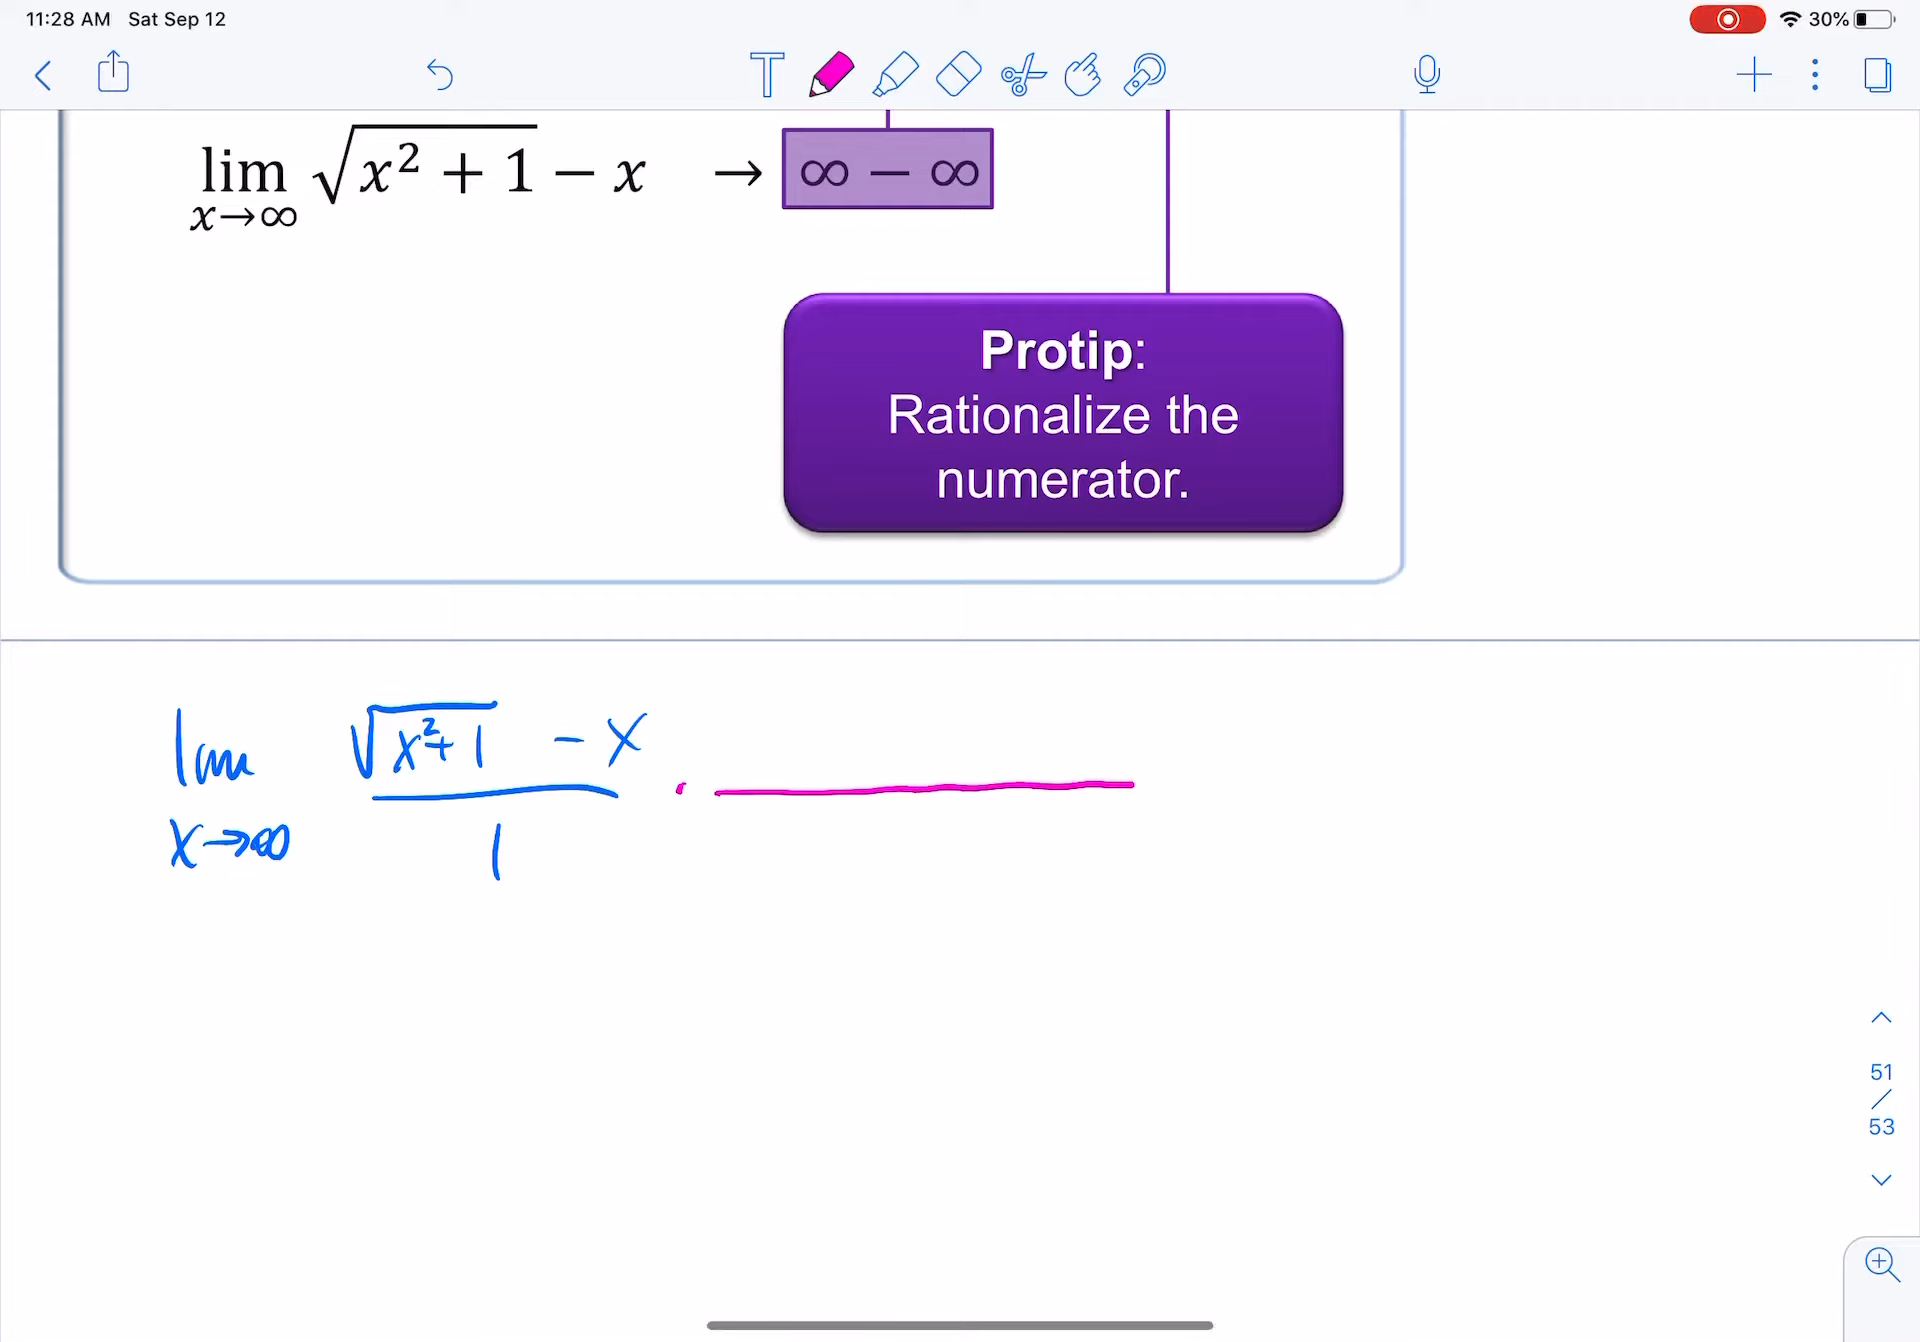 11:28 AM Sat Sep 12
30%
lim x→∞ √(x² + 1) − x → ∞ − ∞
Protip:
Rationalize the
numerator.
lim √(x²+1) - x ·
x→∞ 1
51
/
53